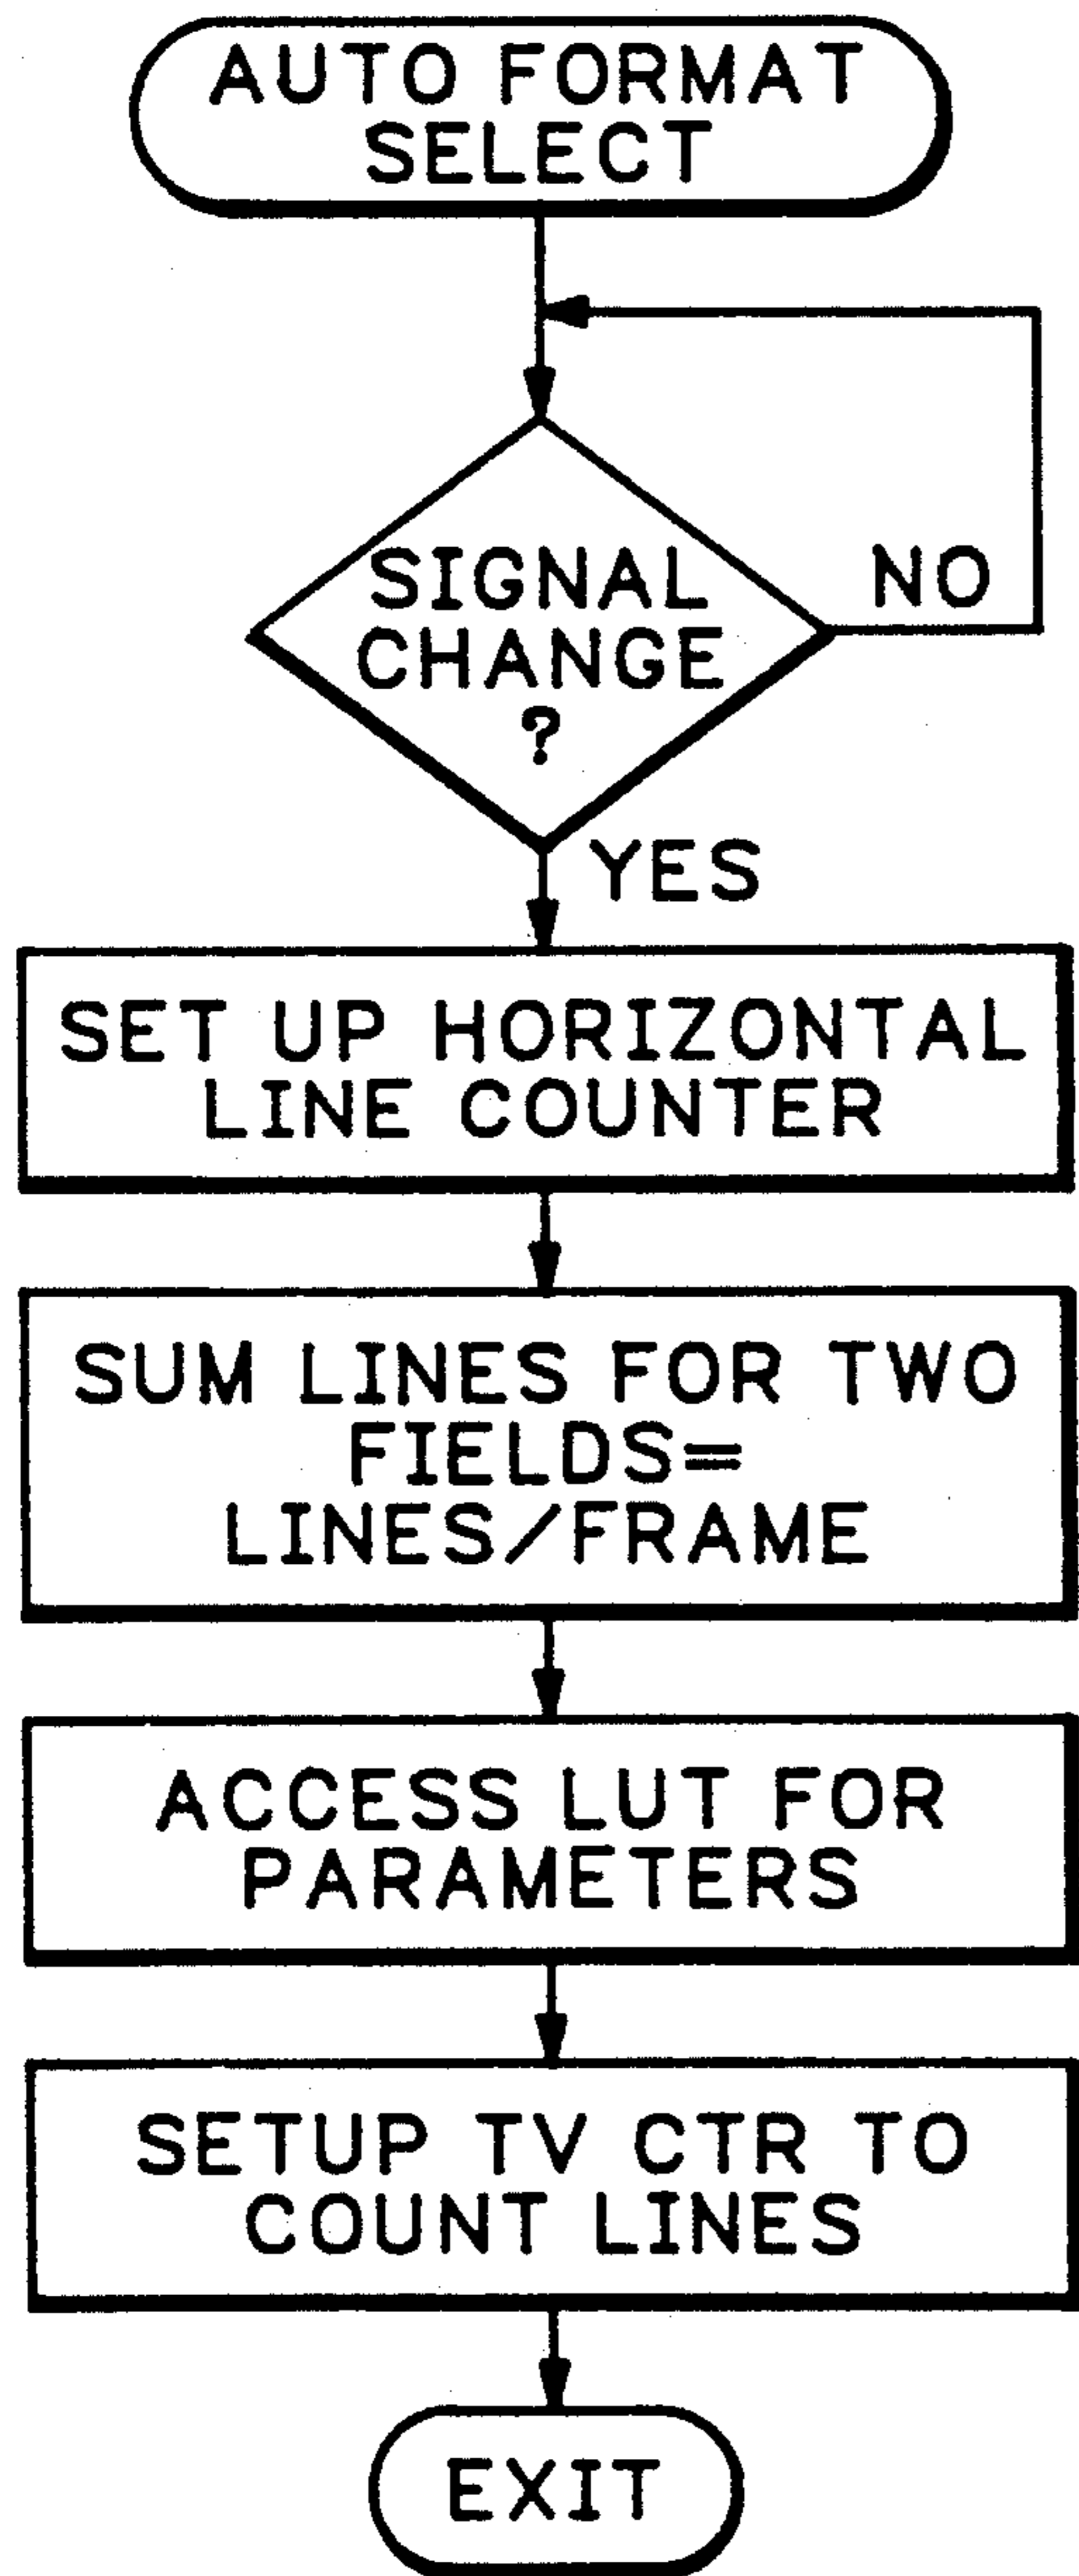 AUTO FORMAT
SELECT
SIGNAL
CHANGE
?
NO
YES
SET UP HORIZONTAL
LINE COUNTER
SUM LINES FOR TWO
FIELDS=
LINES/FRAME
ACCESS LUT FOR
PARAMETERS
SETUP TV CTR TO
COUNT LINES
EXIT